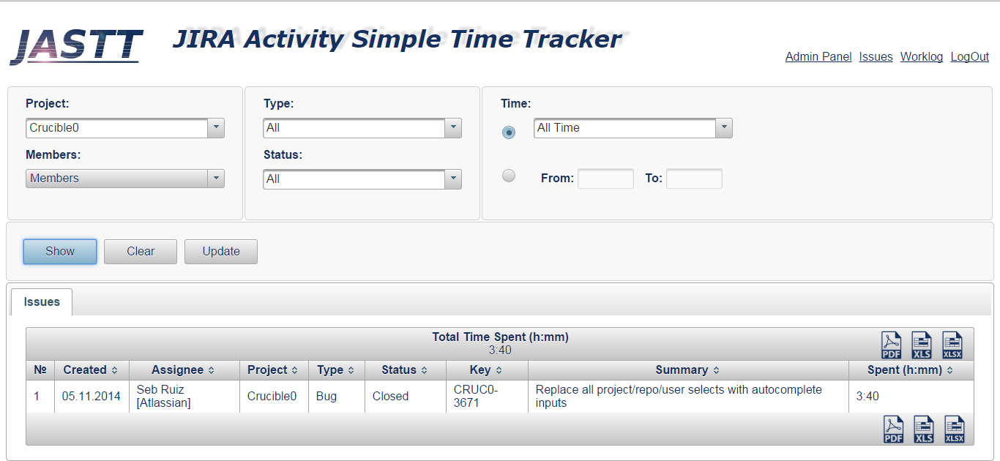 JASTT
JIRA Activity Simple Time Tracker
Admin Panel Issues Worklog LogOut
Project:
Crucible0
Members:
Members
Type:
All
Status:
All
Time:
All Time
From: To:
Show Clear Update
Issues
Total Time Spent (h:mm)
3:40
PDF XLS XLSX
№ Created Assignee Project Type Status Key Summary Spent (h:mm)
1 05.11.2014 Seb Ruiz [Atlassian] Crucible0 Bug Closed CRUC0-3671 Replace all project/repo/user selects with autocomplete inputs 3:40
PDF XLS XLSX